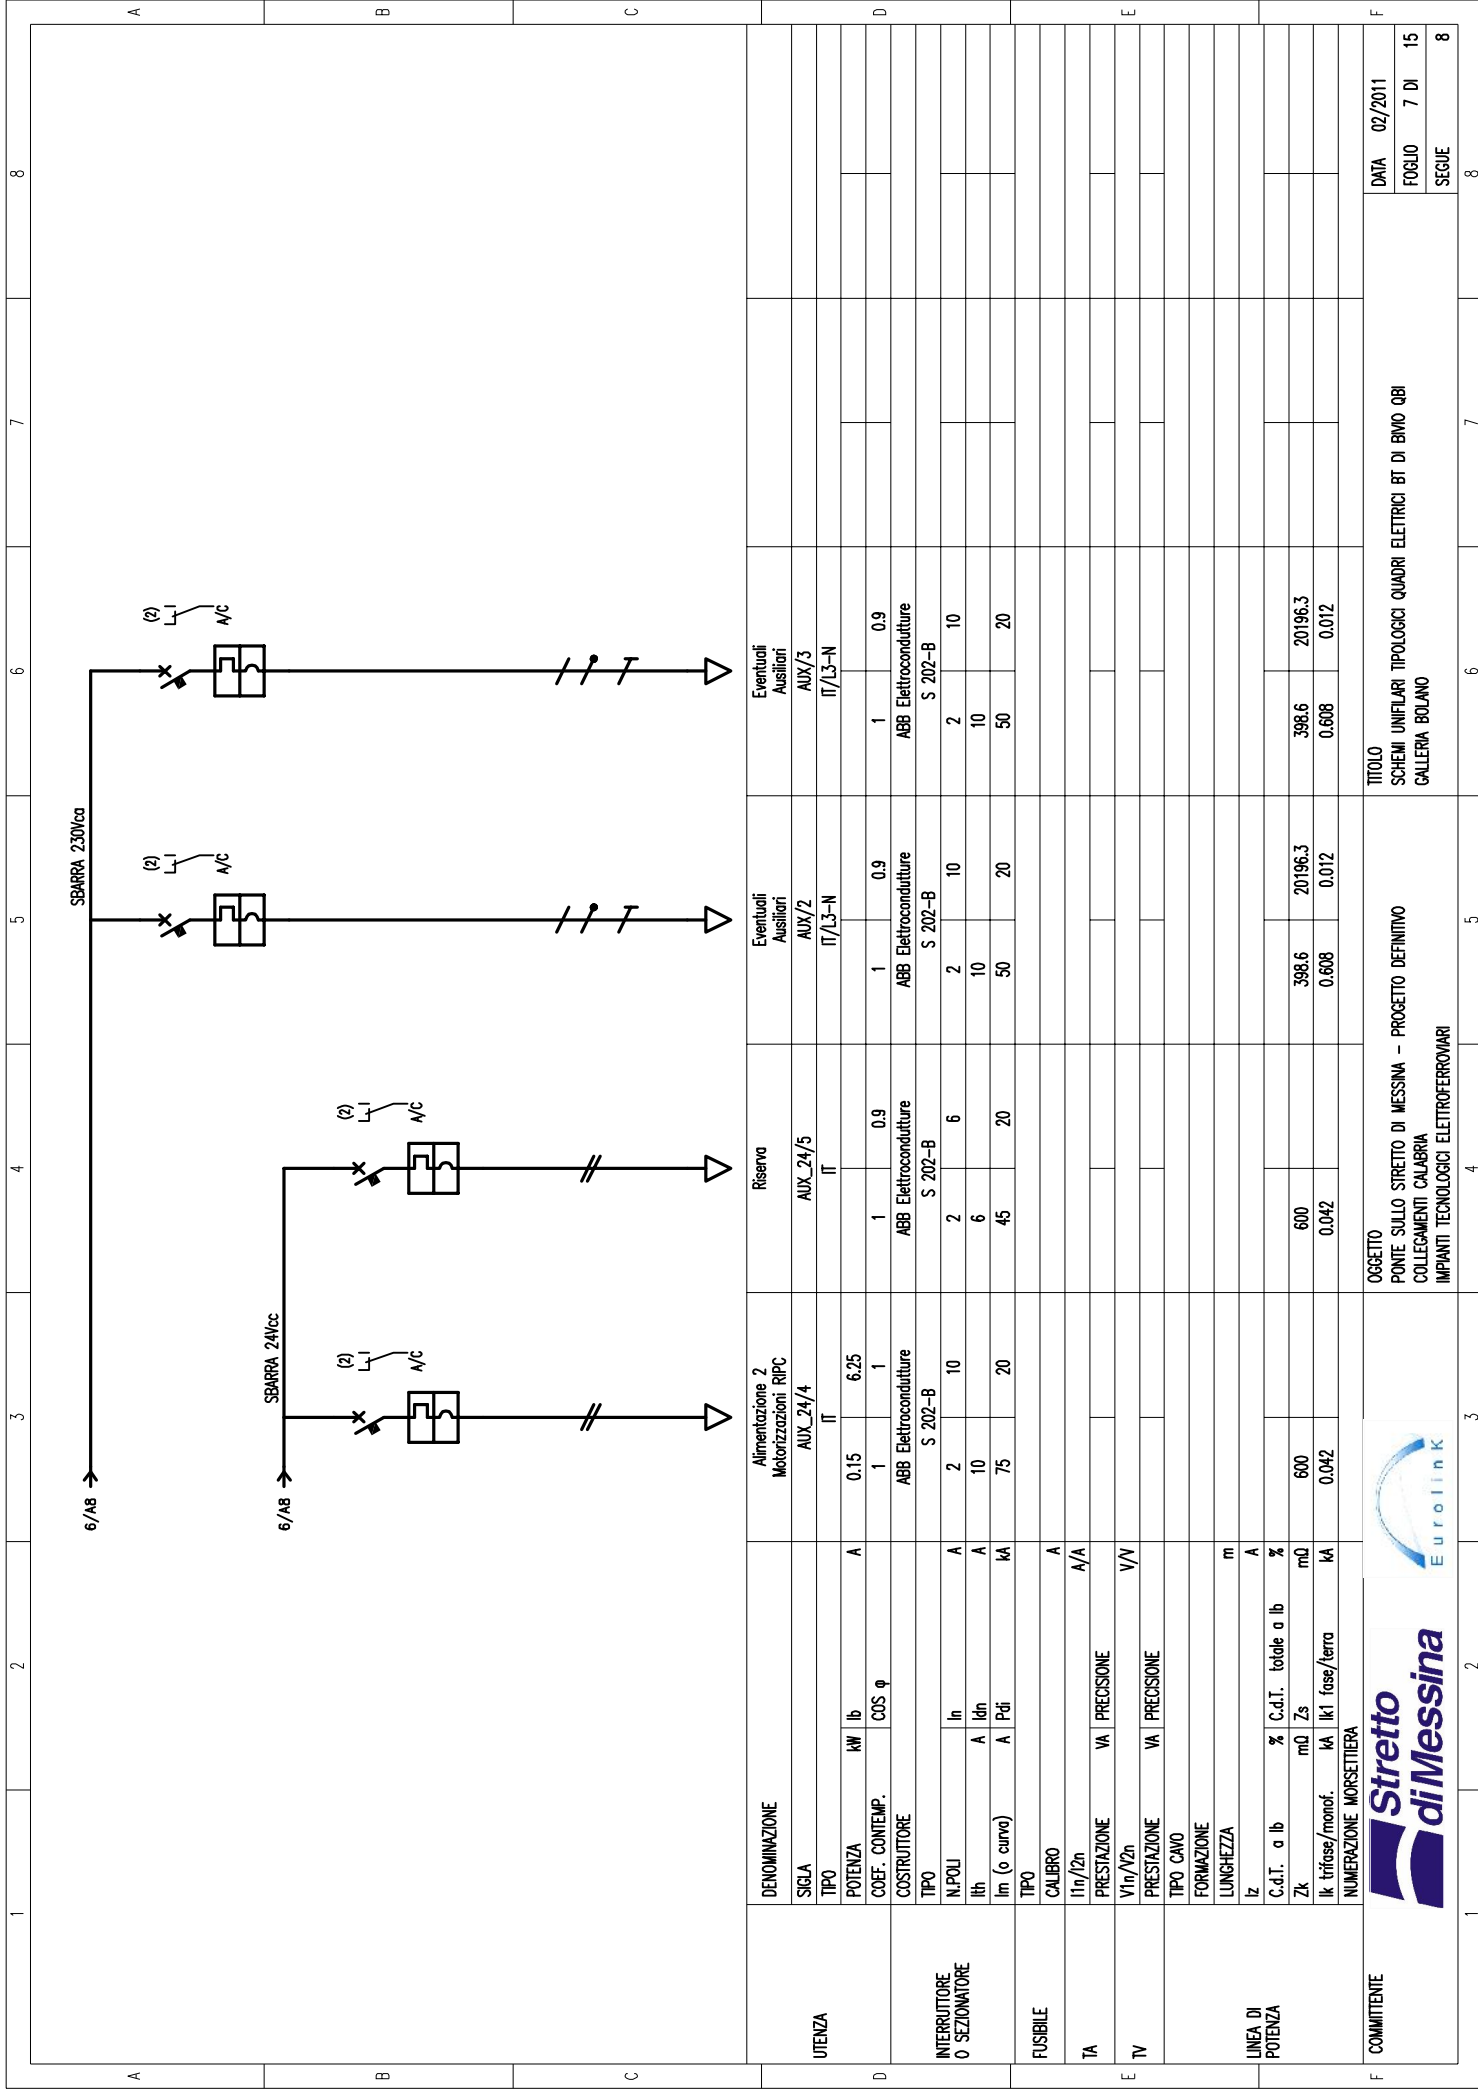 1 2 3 4 5 6 7 8
A
B
C
D
E
F
6/A8
SBARRA 230Vca
6/A8
SBARRA 24Vcc
(2)
A/C
(2)
A/C
(2)
A/C
(2)
A/C
UTENZA
DENOMINAZIONE
Alimentazione 2
Motorizzazioni RIPC
Riserva
Eventuali
Ausiliari
Eventuali
Ausiliari
SIGLA AUX_24/4 AUX_24/5 AUX/2 AUX/3
TIPO IT IT IT/L3-N IT/L3-N
POTENZA kW Ib A 0.15 6.25
COEF. CONTEMP. COS φ 1 1 1 0.9 1 0.9 1 0.9
INTERRUTTORE
O SEZIONATORE
COSTRUTTORE ABB Elettrocondutture ABB Elettrocondutture ABB Elettrocondutture ABB Elettrocondutture
TIPO S 202-B S 202-B S 202-B S 202-B
N.POLI In A 2 10 2 6 2 10 2 10
Ith A Idn A 10 6 10 10
Im (o curva) A Pdi kA 75 20 45 20 50 20 50 20
FUSIBILE
TIPO
CALIBRO A
TA
I1n/I2n A/A
PRESTAZIONE VA PRECISIONE
TV
V1n/V2n V/V
PRESTAZIONE VA PRECISIONE
LINEA DI
POTENZA
TIPO CAVO
FORMAZIONE
LUNGHEZZA m
Iz A
C.d.T. a Ib % C.d.T. totale a Ib %
Zk mΩ Zs mΩ 600 600 398.6 20196.3 398.6 20196.3
Ik trifase/monof. kA Ik1 fase/terra kA 0.042 0.042 0.608 0.012 0.608 0.012
NUMERAZIONE MORSETTIERA
COMMITTENTE
Stretto
di Messina
EurolinK
OGGETTO
PONTE SULLO STRETTO DI MESSINA - PROGETTO DEFINITIVO
COLLEGAMENTI CALABRIA
IMPIANTI TECNOLOGICI ELETTROFERROVIARI
TITOLO
SCHEMI UNIFILARI TIPOLOGICI QUADRI ELETTRICI BT DI BIVIO QBI
GALLERIA BOLANO
DATA 02/2011
FOGLIO 7 DI 15
SEGUE 8
A
B
C
D
E
F
1 2 3 4 5 6 7 8